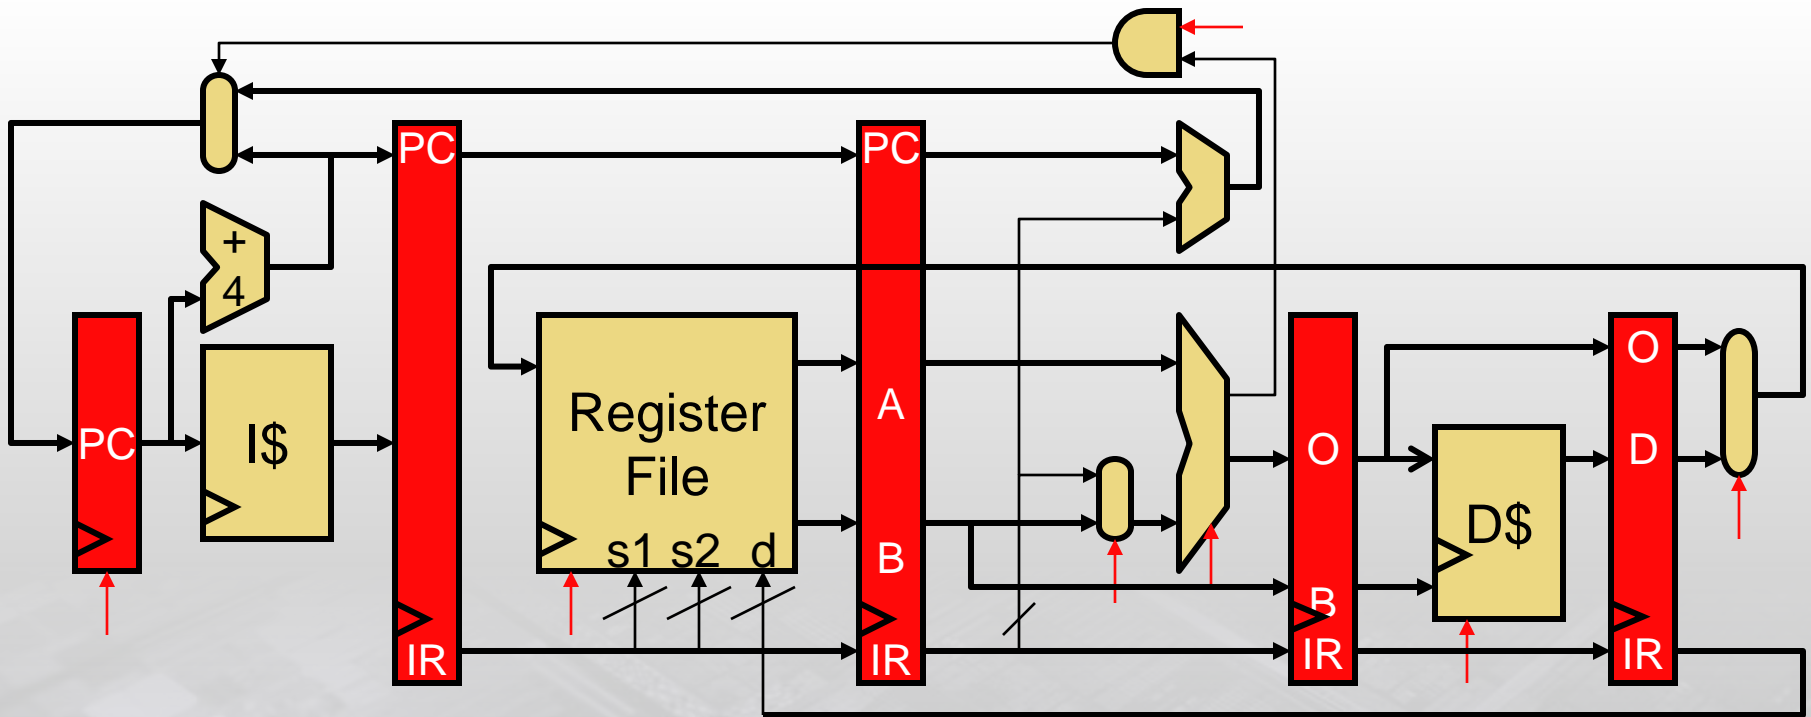 PC
PC
+
4
PC
I$
Register
File
s1 s2 d
A
B
O
B
O
D
D$
IR
IR
IR
IR